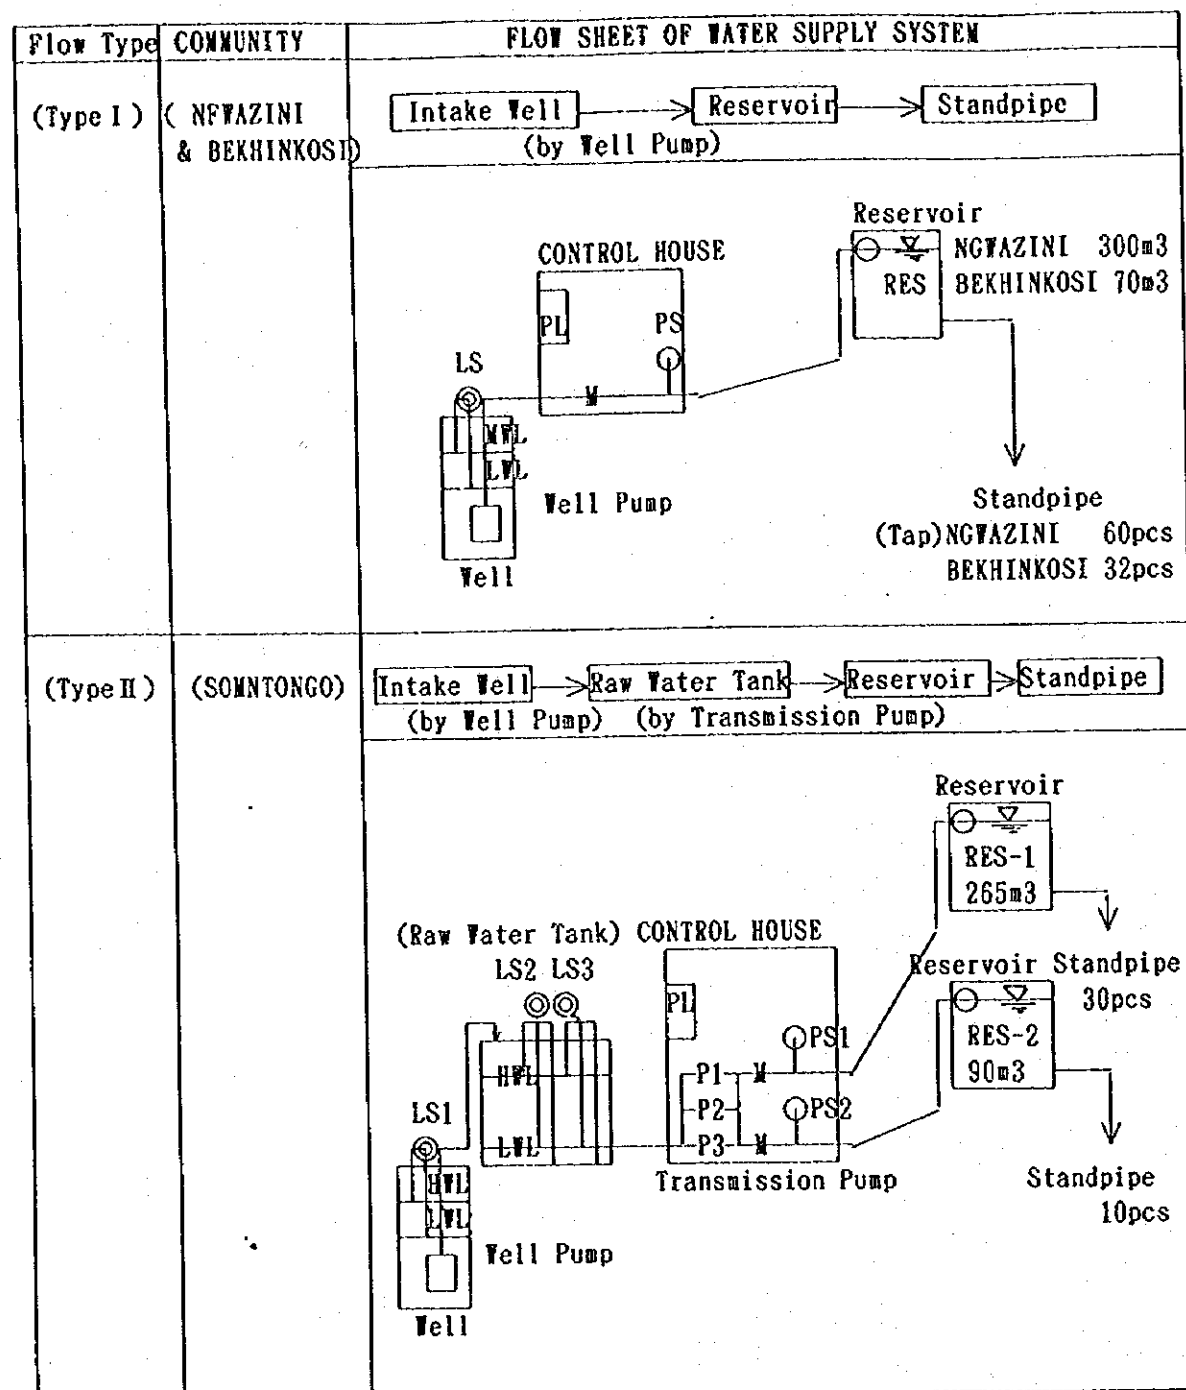 Flow Type COMMUNITY FLOW SHEET OF WATER SUPPLY SYSTEM
(Type I) ( NFWAZINI & BEKHINKOSI)
Intake Well Reservoir Standpipe
(by Well Pump)
Reservoir
NGWAZINI 300m3
RES BEKHINKOSI 70m3
CONTROL HOUSE
PL PS
LS
M
MWL
LWL
Well Pump
Well
Standpipe
(Tap)NGWAZINI 60pcs
BEKHINKOSI 32pcs
(Type II) (SOMNTONGO)
Intake Well Raw Water Tank Reservoir Standpipe
(by Well Pump) (by Transmission Pump)
Reservoir
RES-1
265m3
(Raw Water Tank) CONTROL HOUSE
LS2 LS3
Reservoir Standpipe
30pcs
PL
RES-2
90m3
PS1
HWL P1 M
P2 PS2
LS1
LWL P3 M
Transmission Pump
Standpipe
10pcs
HWL
LWL
Well Pump
Well